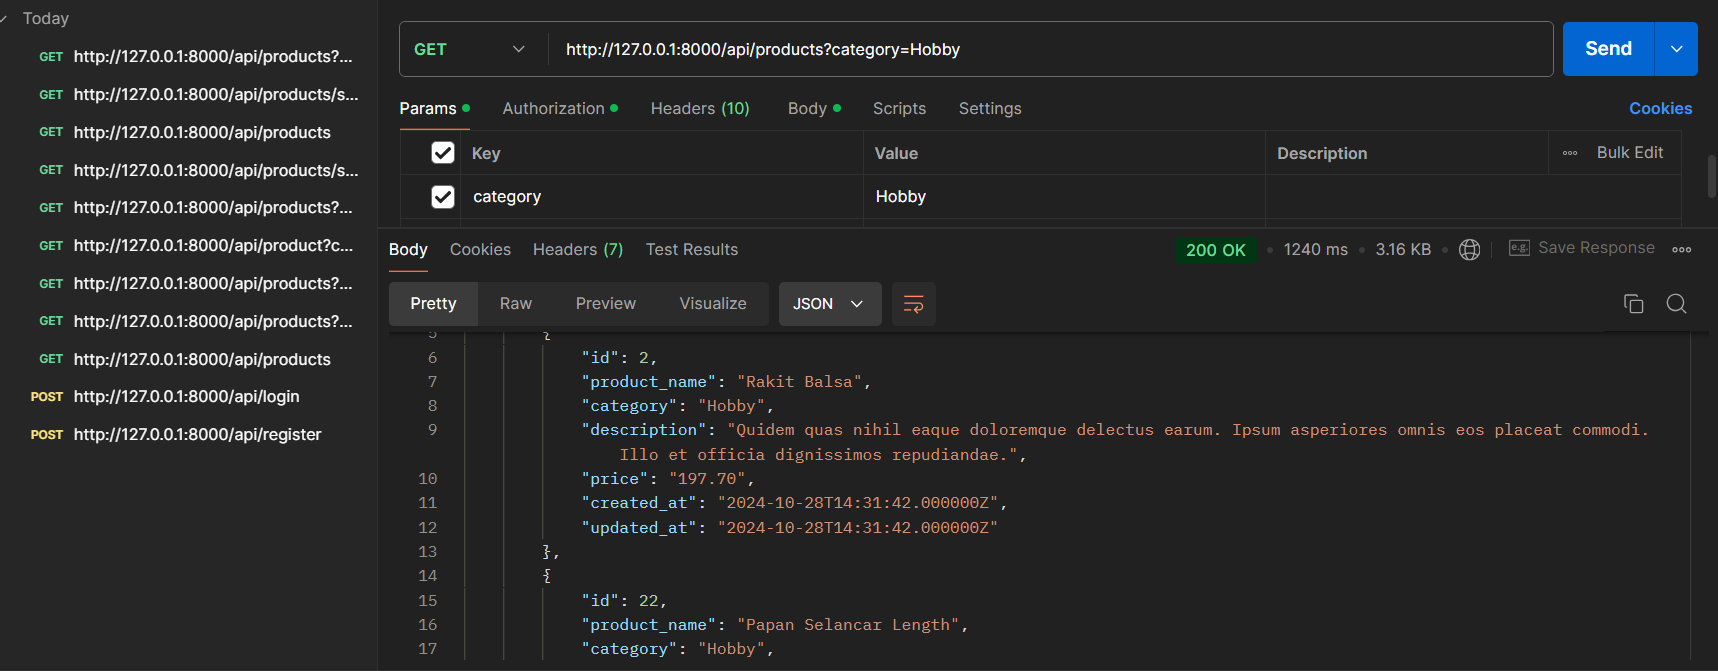 Today
GET http://127.0.0.1:8000/api/products?...
GET http://127.0.0.1:8000/api/products/s...
GET http://127.0.0.1:8000/api/products
GET http://127.0.0.1:8000/api/products/s...
GET http://127.0.0.1:8000/api/products?...
GET http://127.0.0.1:8000/api/product?c...
GET http://127.0.0.1:8000/api/products?...
GET http://127.0.0.1:8000/api/products?...
GET http://127.0.0.1:8000/api/products
POST http://127.0.0.1:8000/api/login
POST http://127.0.0.1:8000/api/register
GET http://127.0.0.1:8000/api/products?category=Hobby Send
Params Authorization Headers (10) Body Scripts Settings Cookies
Key Value Description Bulk Edit
category Hobby
Body Cookies Headers (7) Test Results 200 OK 1240 ms 3.16 KB e.g. Save Response
Pretty Raw Preview Visualize JSON
5 {
6 "id": 2,
7 "product_name": "Rakit Balsa",
8 "category": "Hobby",
9 "description": "Quidem quas nihil eaque doloremque delectus earum. Ipsum asperiores omnis eos placeat commodi.
Illo et officia dignissimos repudiandae.",
10 "price": "197.70",
11 "created_at": "2024-10-28T14:31:42.000000Z",
12 "updated_at": "2024-10-28T14:31:42.000000Z"
13 },
14 {
15 "id": 22,
16 "product_name": "Papan Selancar Length",
17 "category": "Hobby",